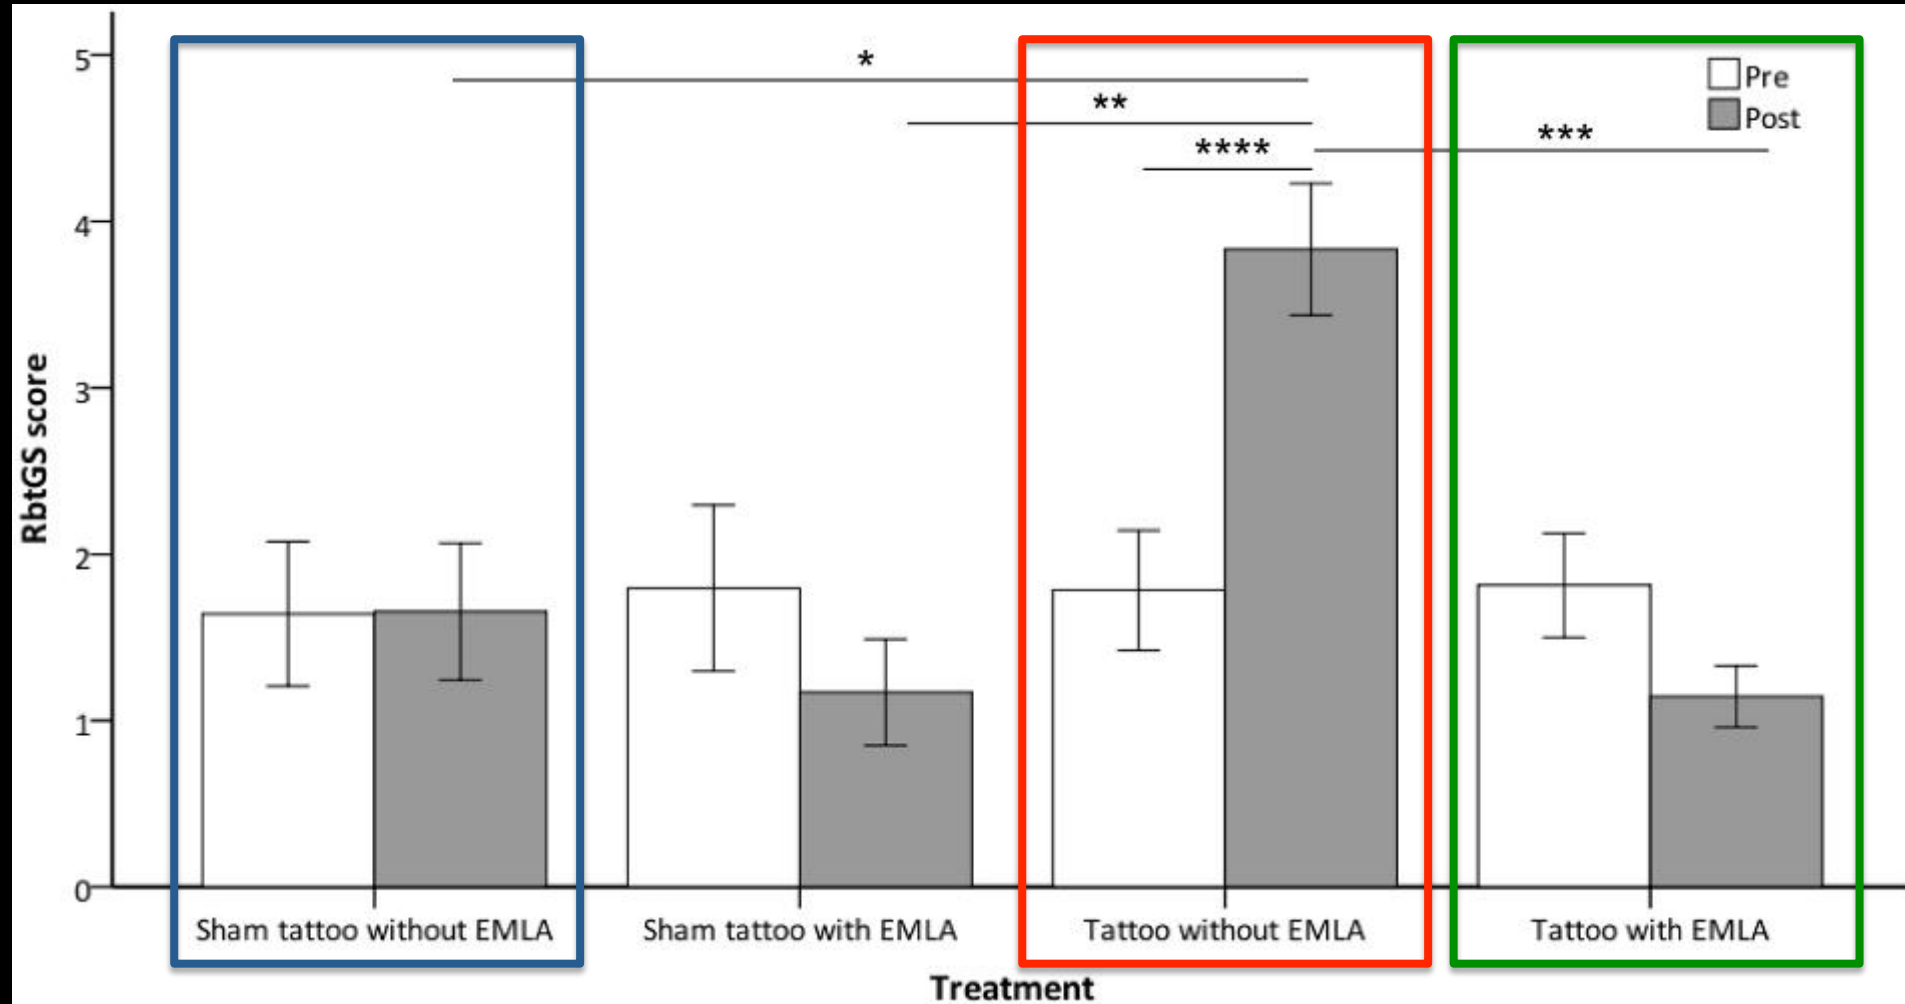 5
*
**
Pre
Post
***
****
4
3
RbtGS score
2
1
0
Sham tattoo without EMLA
Sham tattoo with EMLA
Tattoo without EMLA
Tattoo with EMLA
Treatment